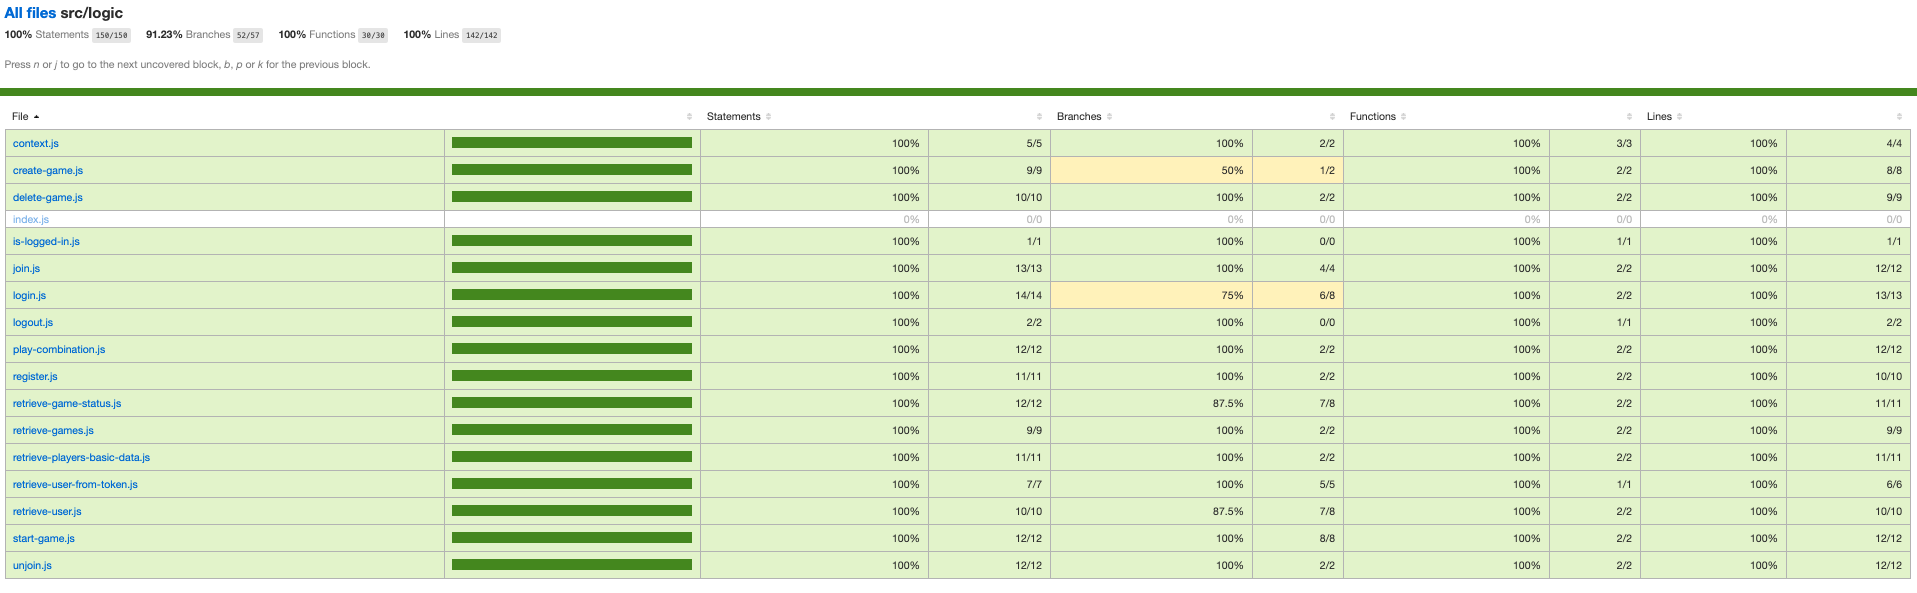 All files src/logic
100% Statements 150/150 91.23% Branches 52/57 100% Functions 30/30 100% Lines 142/142
Press n or j to go to the next uncovered block, b, p or k for the previous block.
File Statements Branches Functions Lines
context.js 100% 5/5 100% 2/2 100% 3/3 100% 4/4
create-game.js 100% 9/9 50% 1/2 100% 2/2 100% 8/8
delete-game.js 100% 10/10 100% 2/2 100% 2/2 100% 9/9
index.js 0% 0/0 0% 0/0 0% 0/0 0% 0/0
is-logged-in.js 100% 1/1 100% 0/0 100% 1/1 100% 1/1
join.js 100% 13/13 100% 4/4 100% 2/2 100% 12/12
login.js 100% 14/14 75% 6/8 100% 2/2 100% 13/13
logout.js 100% 2/2 100% 0/0 100% 1/1 100% 2/2
play-combination.js 100% 12/12 100% 2/2 100% 2/2 100% 12/12
register.js 100% 11/11 100% 2/2 100% 2/2 100% 10/10
retrieve-game-status.js 100% 12/12 87.5% 7/8 100% 2/2 100% 11/11
retrieve-games.js 100% 9/9 100% 2/2 100% 2/2 100% 9/9
retrieve-players-basic-data.js 100% 11/11 100% 2/2 100% 2/2 100% 11/11
retrieve-user-from-token.js 100% 7/7 100% 5/5 100% 1/1 100% 6/6
retrieve-user.js 100% 10/10 87.5% 7/8 100% 2/2 100% 10/10
start-game.js 100% 12/12 100% 8/8 100% 2/2 100% 12/12
unjoin.js 100% 12/12 100% 2/2 100% 2/2 100% 12/12